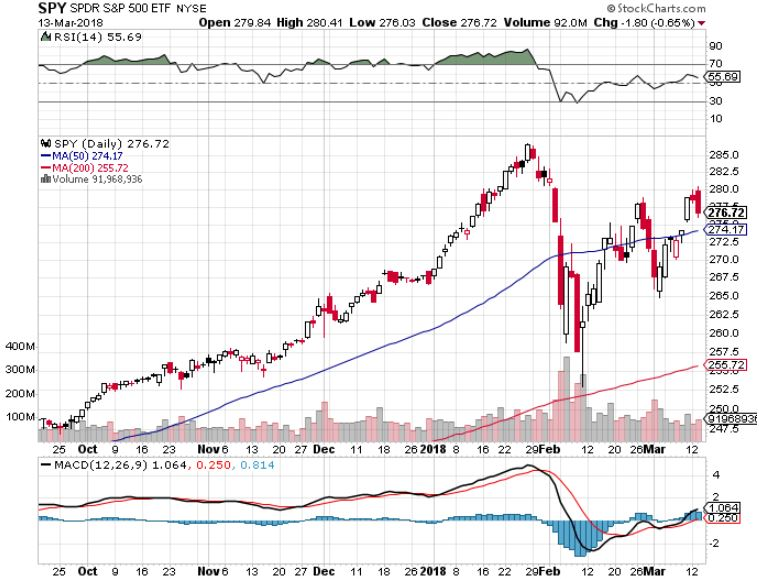 SPY SPDR S&P 500 ETF NYSE © StockCharts.com
13-Mar-2018 Open 279.84 High 280.41 Low 276.03 Close 276.72 Volume 92.0M Chg -1.80 (-0.65%)
RSI(14) 55.69
90
70
55.69
50
30
10
SPY (Daily) 276.72
MA(50) 274.17
MA(200) 255.72
Volume 91,968,936
285.0
282.5
280.0
276.72
274.17
272.5
270.0
267.5
265.0
262.5
260.0
257.5
255.72
252.5
250.0
91968936
247.5
400M
300M
200M
100M
25 Oct 9 16 23 Nov 6 13 20 27 Dec 11 18 26 2018 8 16 22 29 Feb 12 20 26 Mar 12
MACD(12,26,9) 1.064, 0.250, 0.814
4
2
1.064
0.250
-2
25 Oct 9 16 23 Nov 6 13 20 27 Dec 11 18 26 2018 8 16 22 29 Feb 12 20 26 Mar 12